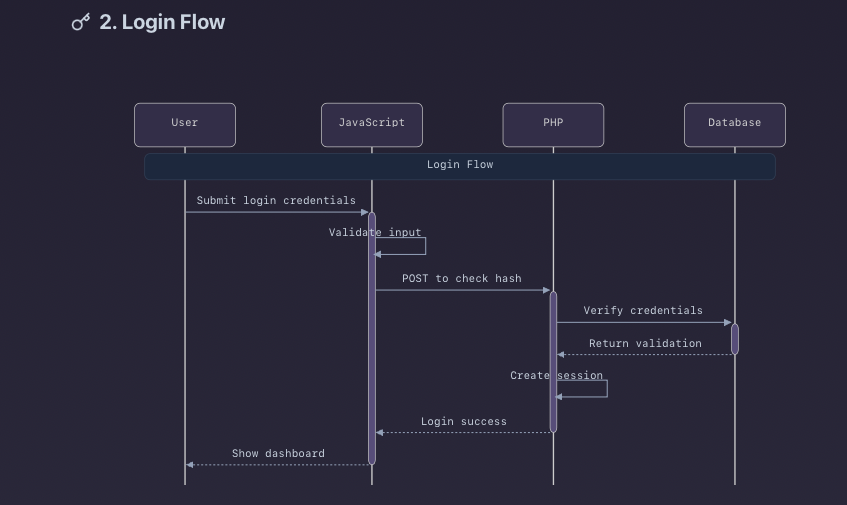 2. Login Flow
User
JavaScript
PHP
Database
Login Flow
Submit login credentials
Validate input
POST to check hash
Verify credentials
Return validation
Create session
Login success
Show dashboard